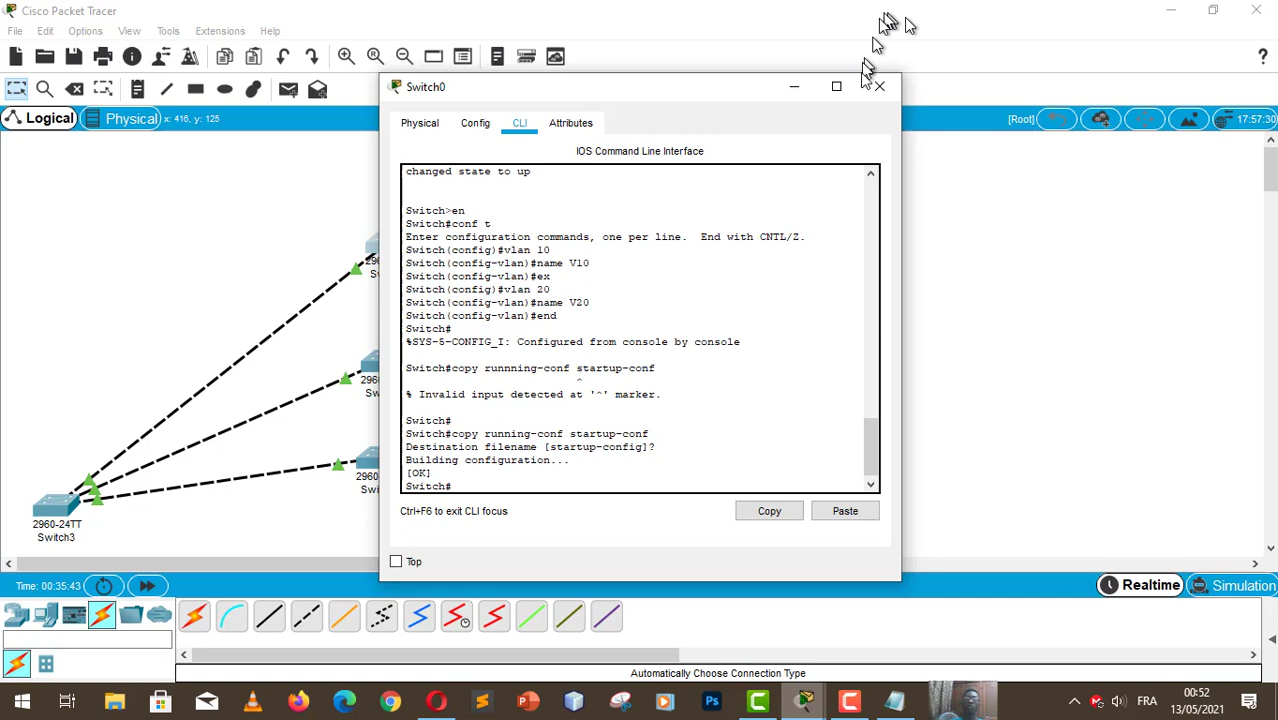 Cisco Packet Tracer
File Edit Options View Tools Extensions Help
Switch0
Logical Physical x: 416, y: 125 [Root] 17:57:30
Physical Config CLI Attributes
IOS Command Line Interface
changed state to up
Switch>en
Switch#conf t
Enter configuration commands, one per line.  End with CNTL/Z.
Switch(config)#vlan 10
Switch(config-vlan)#name V10
Switch(config-vlan)#ex
Switch(config)#vlan 20
Switch(config-vlan)#name V20
Switch(config-vlan)#end
Switch#
%SYS-5-CONFIG_I: Configured from console by console
Switch#copy runnning-conf startup-conf
^
% Invalid input detected at '^' marker.
Switch#
Switch#copy running-conf startup-conf
Destination filename [startup-config]?
Building configuration...
[OK]
Switch#
Ctrl+F6 to exit CLI focus Copy Paste
Top
2960-24TT
Switch3
Time: 00:35:43 Realtime Simulation
Automatically Choose Connection Type
FRA 00:52
13/05/2021